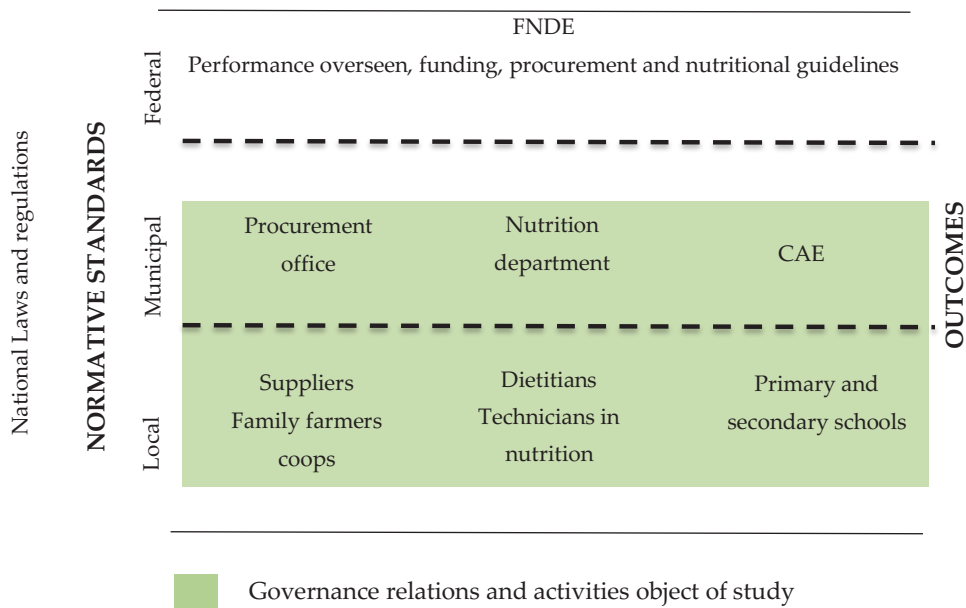 National Laws and regulations
NORMATIVE STANDARDS
Federal
FNDE
Performance overseen, funding, procurement and nutritional guidelines
Municipal
Procurement
office
Nutrition
department
CAE
Local
Suppliers
Family farmers
coops
Dietitians
Technicians in
nutrition
Primary and
secondary schools
OUTCOMES
Governance relations and activities object of study